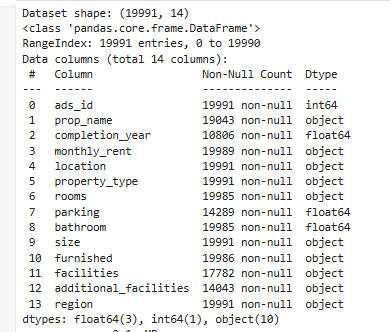 Dataset shape: (19991, 14)
<class 'pandas.core.frame.DataFrame'>
RangeIndex: 19991 entries, 0 to 19990
Data columns (total 14 columns):
 #   Column                 Non-Null Count  Dtype
---  ------                 --------------  -----
 0   ads_id                 19991 non-null  int64
 1   prop_name              19043 non-null  object
 2   completion_year        10806 non-null  float64
 3   monthly_rent           19989 non-null  object
 4   location               19991 non-null  object
 5   property_type          19991 non-null  object
 6   rooms                  19985 non-null  object
 7   parking                14289 non-null  float64
 8   bathroom               19985 non-null  float64
 9   size                   19991 non-null  object
 10  furnished              19986 non-null  object
 11  facilities             17782 non-null  object
 12  additional_facilities  14043 non-null  object
 13  region                 19991 non-null  object
dtypes: float64(3), int64(1), object(10)